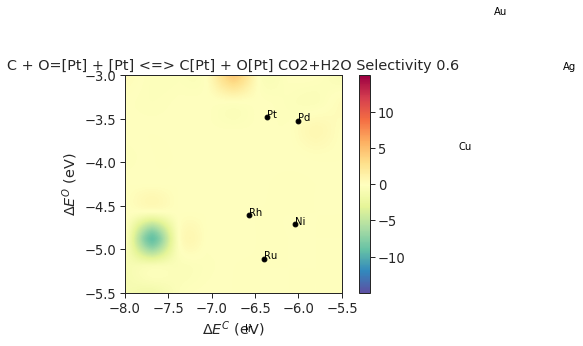 Au
C + O=[Pt] + [Pt] <=> C[Pt] + O[Pt] CO2+H2O Selectivity 0.6
Ag
−3.0
−3.5
−4.0
−4.5
−5.0
−5.5
ΔE^O (eV)
Pt
Pd
Rh
Ni
Ru
10
5
0
−5
−10
Cu
−8.0 −7.5 −7.0 −6.5 −6.0 −5.5
ΔE^C (eV)